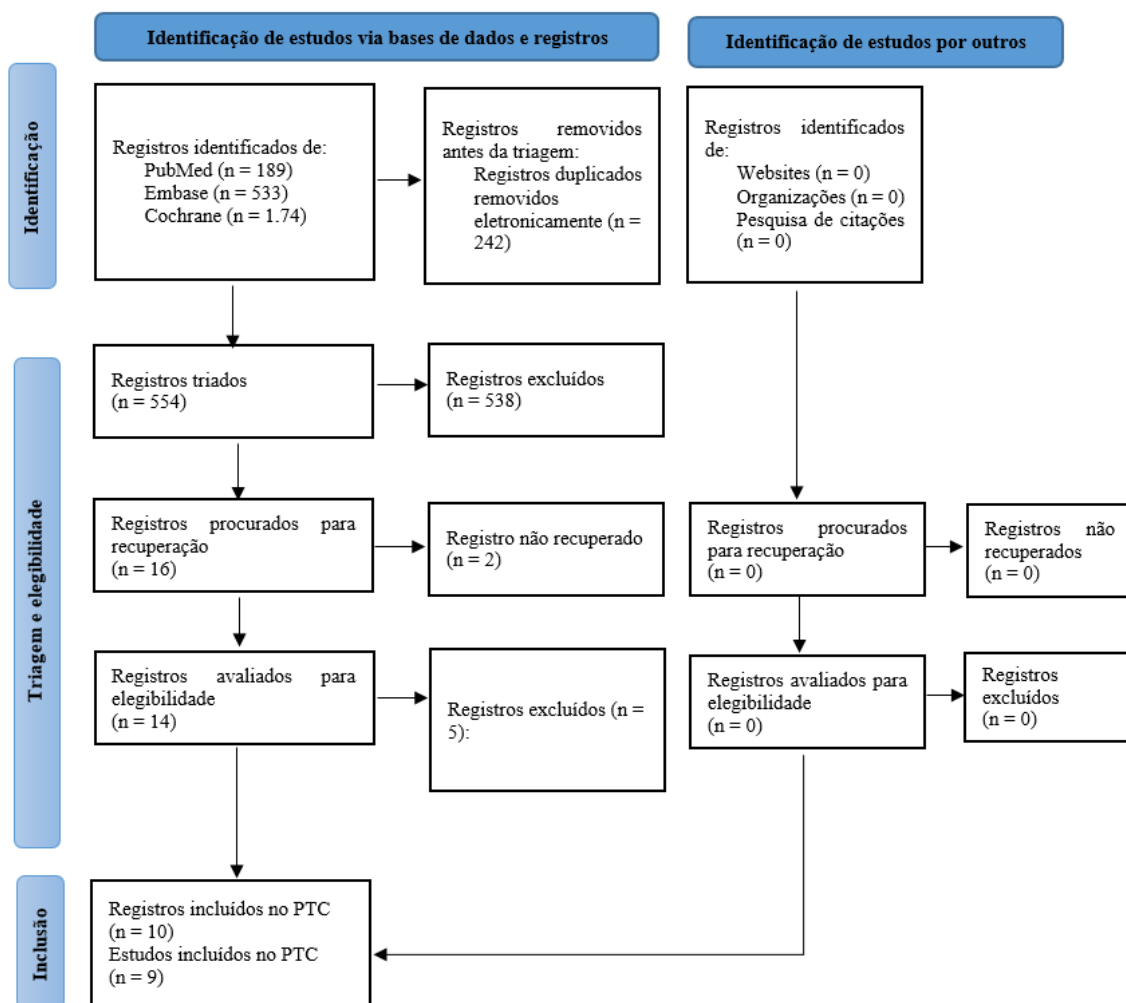 Identificação de estudos via bases de dados e registros
Identificação de estudos por outros
Identificação
Registros identificados de:
PubMed (n = 189)
Embase (n = 533)
Cochrane (n = 1.74)
Registros removidos
antes da triagem:
Registros duplicados
removidos
eletronicamente (n =
242)
Registros identificados
de:
Websites (n = 0)
Organizações (n = 0)
Pesquisa de citações
(n = 0)
Triagem e elegibilidade
Registros triados
(n = 554)
Registros excluídos
(n = 538)
Registros procurados para
recuperação
(n = 16)
Registro não recuperado
(n = 2)
Registros procurados
para recuperação
(n = 0)
Registros não
recuperados
(n = 0)
Registros avaliados para
elegibilidade
(n = 14)
Registros excluídos (n =
5):
Registros avaliados para
elegibilidade
(n = 0)
Registros
excluídos
(n = 0)
Inclusão
Registros incluídos no PTC
(n = 10)
Estudos incluídos no PTC
(n = 9)